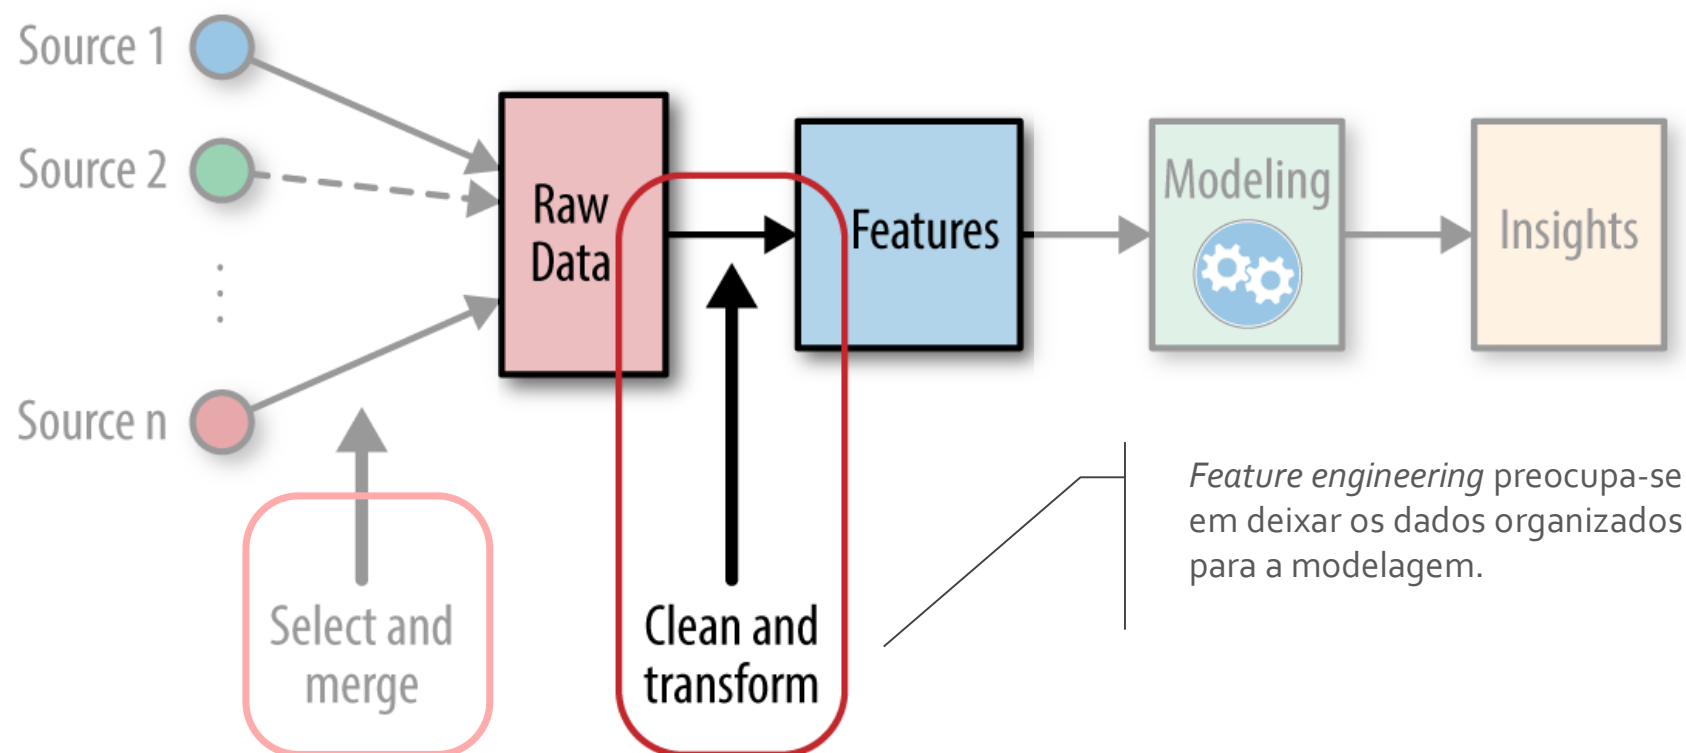 Source 1
Source 2
Source n
Select and
merge
Raw
Data
Clean and
transform
Features
Modeling
Insights
Feature engineering preocupa-se
em deixar os dados organizados
para a modelagem.